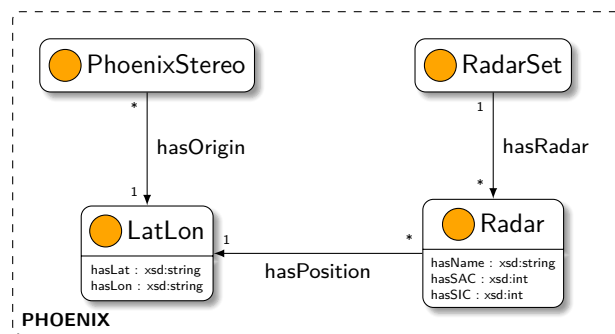 PhoenixStereo
RadarSet
*
1
hasOrigin
hasRadar
1
*
LatLon
Radar
hasLat : xsd:string
hasLon : xsd:string
1
*
hasPosition
hasName : xsd:string
hasSAC : xsd:int
hasSIC : xsd:int
PHOENIX